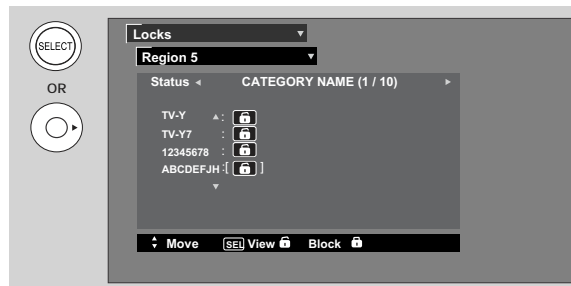 SELECT
OR
Locks
Region 5
Status CATEGORY NAME (1 / 10)
TV-Y :
TV-Y7 :
12345678 :
ABCDEFJH :[ ]
Move SEL View Block